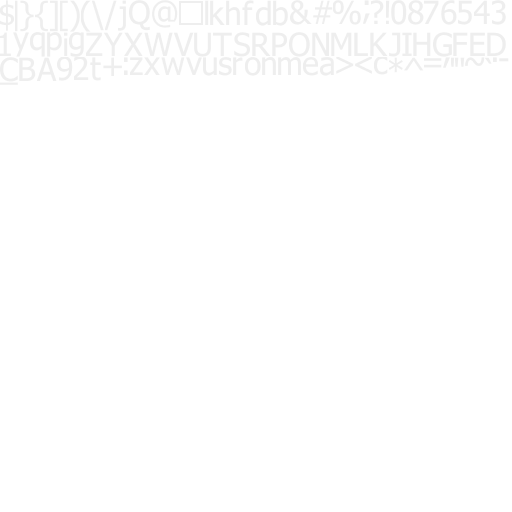 $|}{][)(\/jQ@□lkhfdb&#%;?!0876543
1yqpigZYXWVUTSRPONMLKJIHGFED
CBA92t+:zxwvusronmea><c*^=